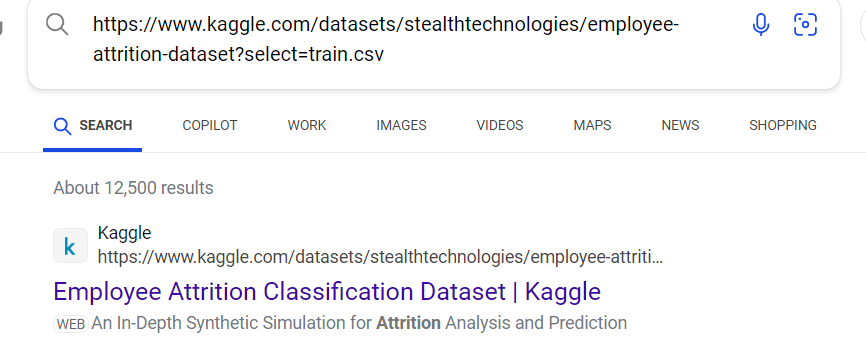 https://www.kaggle.com/datasets/stealthtechnologies/employee-
attrition-dataset?select=train.csv
SEARCH COPILOT WORK IMAGES VIDEOS MAPS NEWS SHOPPING
About 12,500 results
k
Kaggle
https://www.kaggle.com/datasets/stealthtechnologies/employee-attriti...
Employee Attrition Classification Dataset | Kaggle
WEB An In-Depth Synthetic Simulation for Attrition Analysis and Prediction